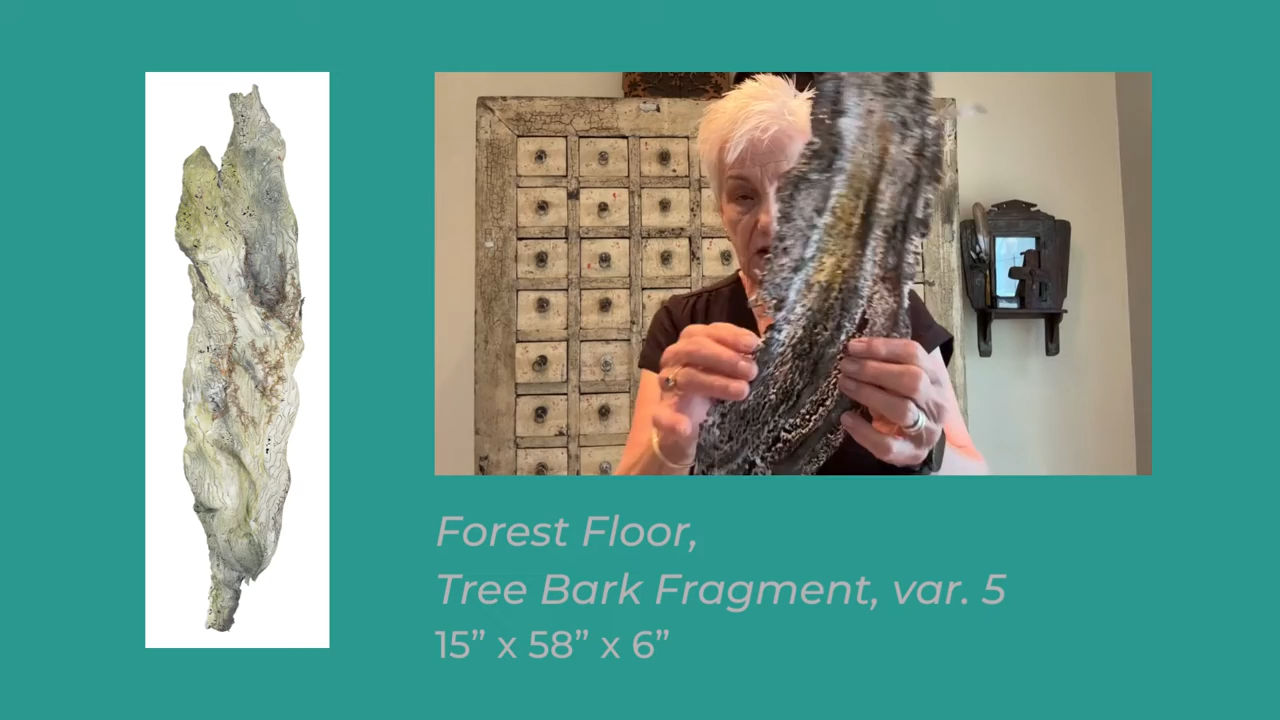 Forest Floor,
Tree Bark Fragment, var. 5
15” x 58” x 6”